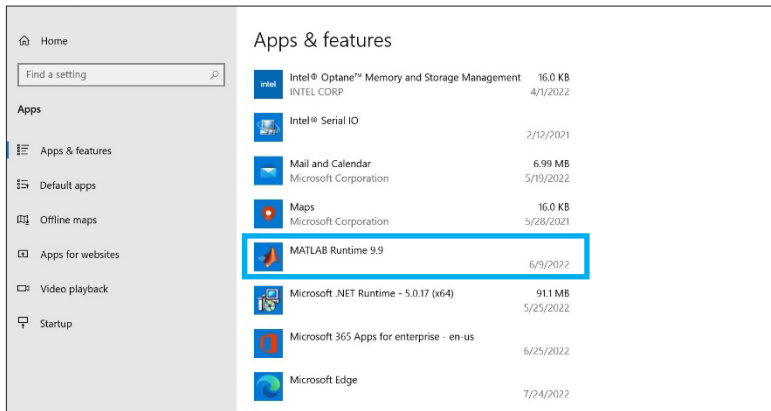 Home
Find a setting
Apps
Apps & features
Default apps
Offline maps
Apps for websites
Video playback
Startup
Apps & features
intel
Intel® Optane™ Memory and Storage Management 16.0 KB
INTEL CORP 4/1/2022
Intel® Serial IO
2/12/2021
Mail and Calendar 6.99 MB
Microsoft Corporation 5/19/2022
Maps 16.0 KB
Microsoft Corporation 5/28/2021
MATLAB Runtime 9.9
6/9/2022
Microsoft .NET Runtime - 5.0.17 (x64) 91.1 MB
5/25/2022
Microsoft 365 Apps for enterprise - en-us
6/25/2022
Microsoft Edge
7/24/2022